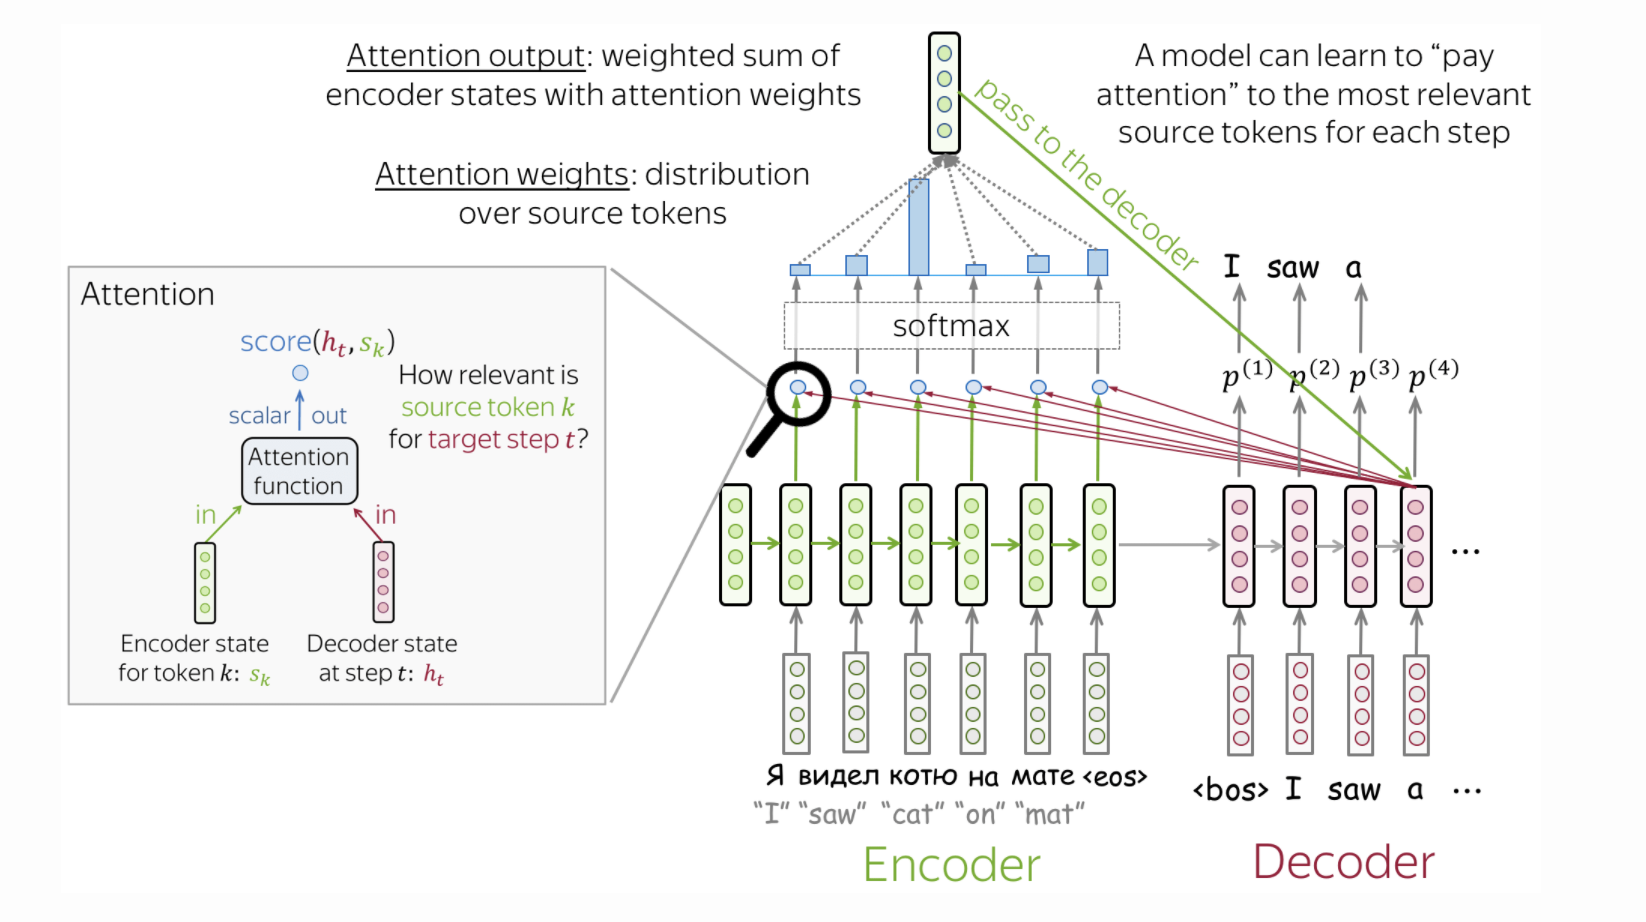 Attention output: weighted sum of
encoder states with attention weights
A model can learn to “pay
attention” to the most relevant
source tokens for each step
pass to the decoder
Attention weights: distribution
over source tokens
Attention
score(hₜ, sₖ)
How relevant is
source token k
for target step t?
scalar out
Attention
function
in in
Encoder state
for token k: sₖ
Decoder state
at step t: hₜ
softmax
I saw a
p⁽¹⁾ p⁽²⁾ p⁽³⁾ p⁽⁴⁾
...
Я видел котю на мате <eos>
“I” “saw” “cat” “on” “mat”
<bos> I saw a ...
Encoder
Decoder